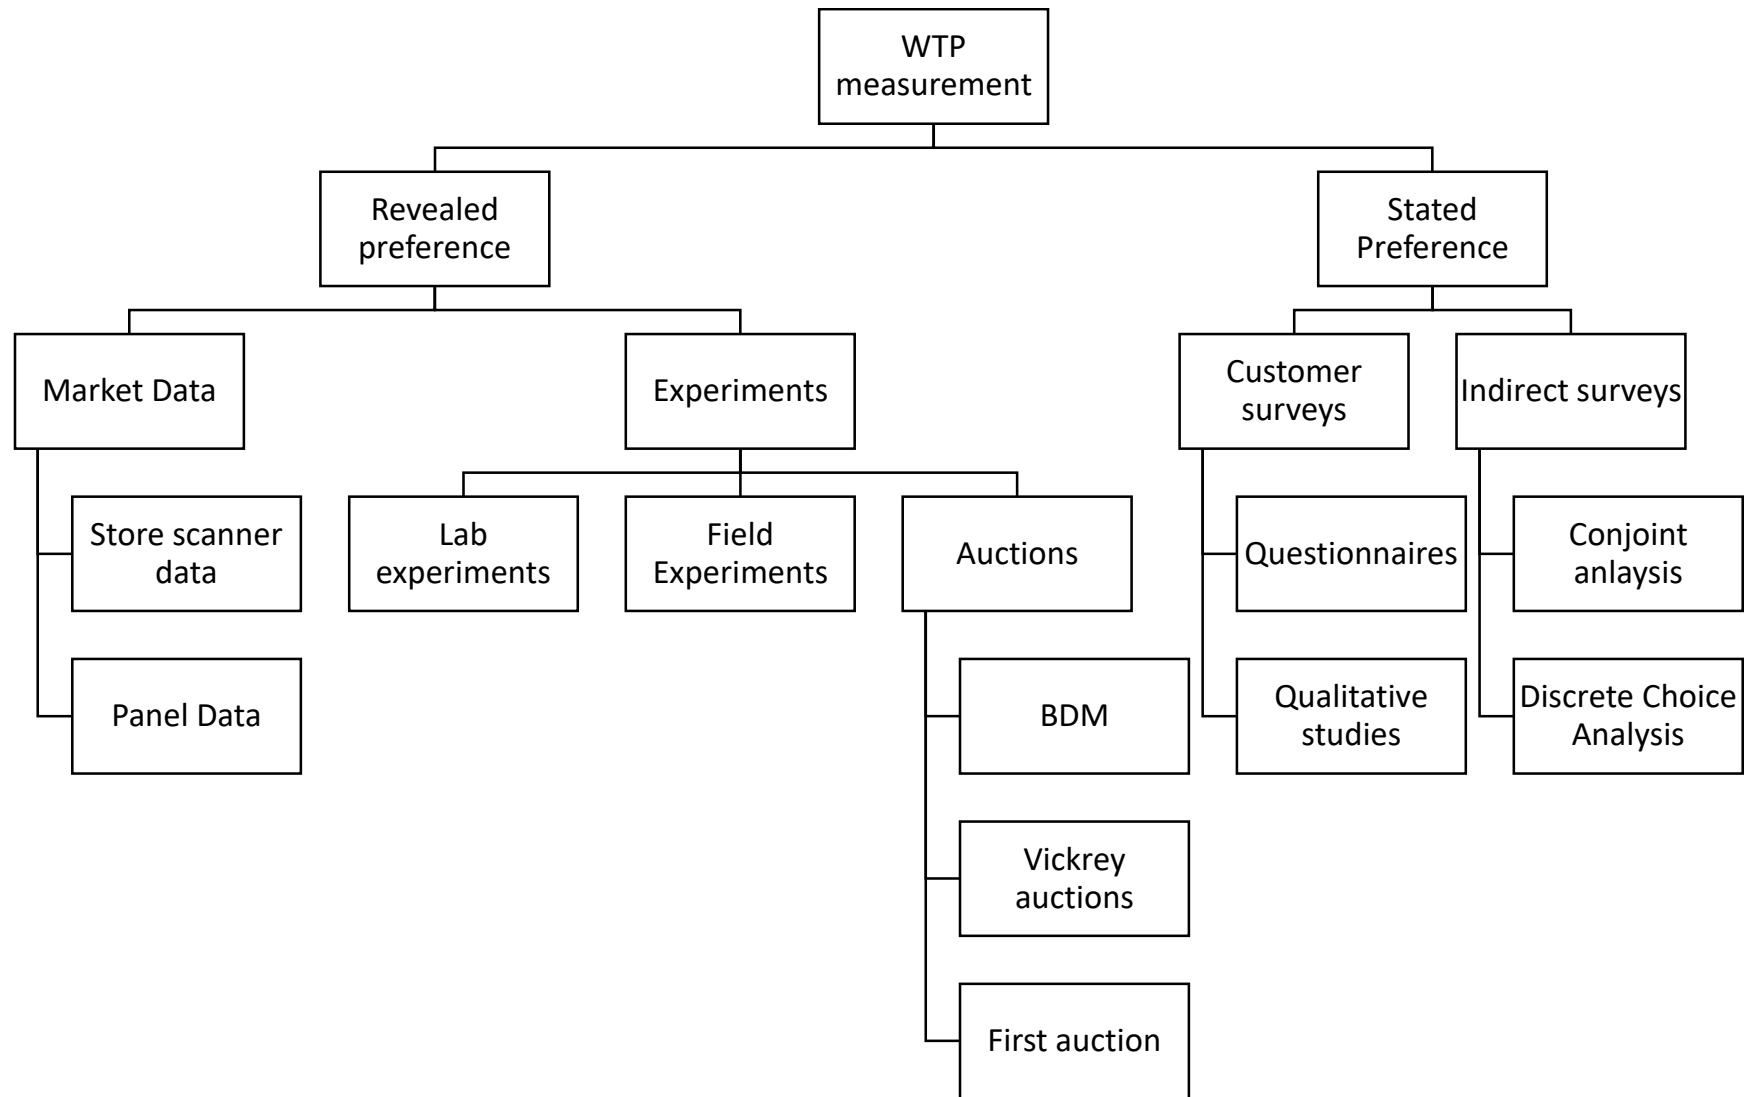 WTP
measurement
Revealed
preference
Stated
Preference
Market Data
Experiments
Customer
surveys
Indirect surveys
Store scanner
data
Lab
experiments
Field
Experiments
Auctions
Questionnaires
Conjoint
anlaysis
Panel Data
BDM
Qualitative
studies
Discrete Choice
Analysis
Vickrey
auctions
First auction